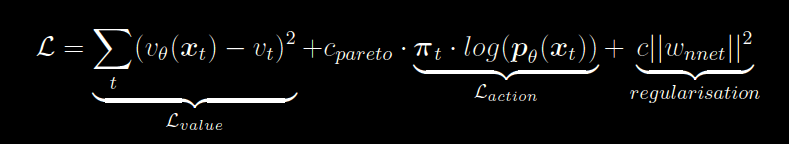 ℒ = ∑_t (v_θ(𝒙_t) − v_t)² + c_pareto · 𝝅_t · log(𝒑_θ(𝒙_t)) + c||w_nnet||²
ℒ_value
ℒ_action
regularisation